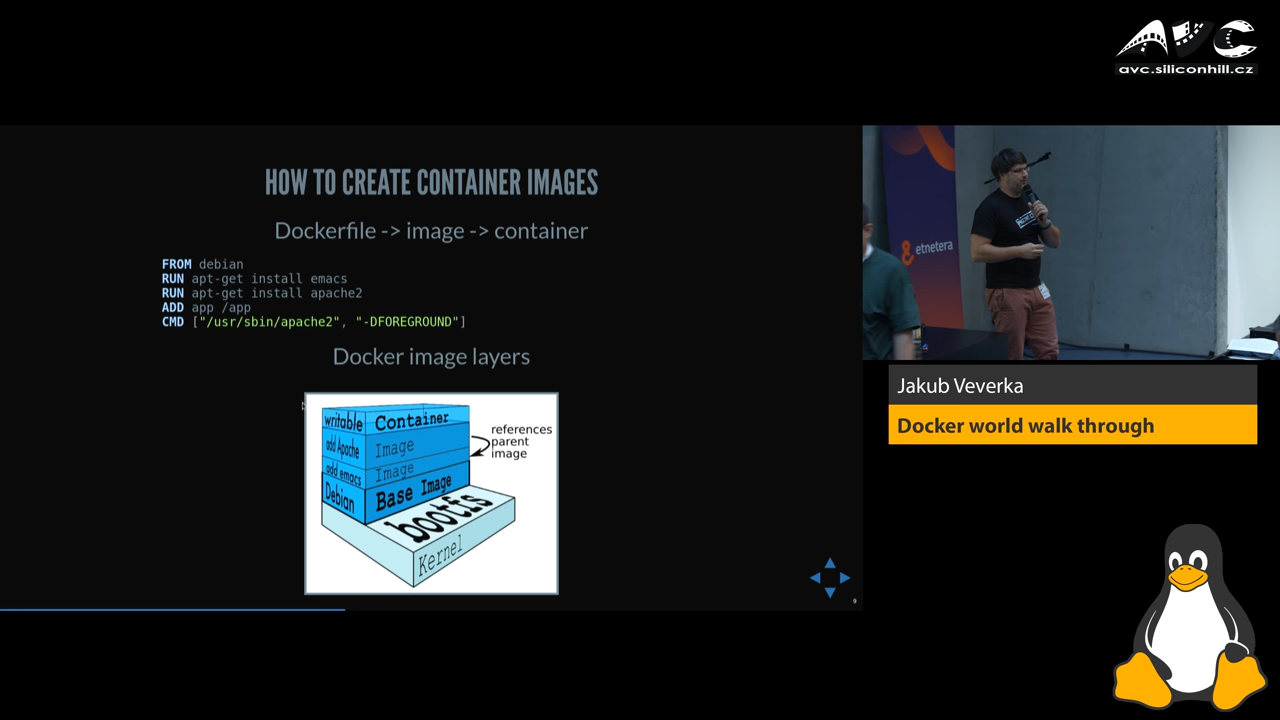 AVC
avc.siliconhill.cz
HOW TO CREATE CONTAINER IMAGES
Dockerfile -> image -> container
FROM debian
RUN apt-get install emacs
RUN apt-get install apache2
ADD app /app
CMD ["/usr/sbin/apache2", "-DFOREGROUND"]
Docker image layers
writable Container
add Apache Image
add emacs Image
Debian Base Image
references
parent
image
bootfs
Kernel
9
etnetera
Jakub Veverka
Docker world walk through